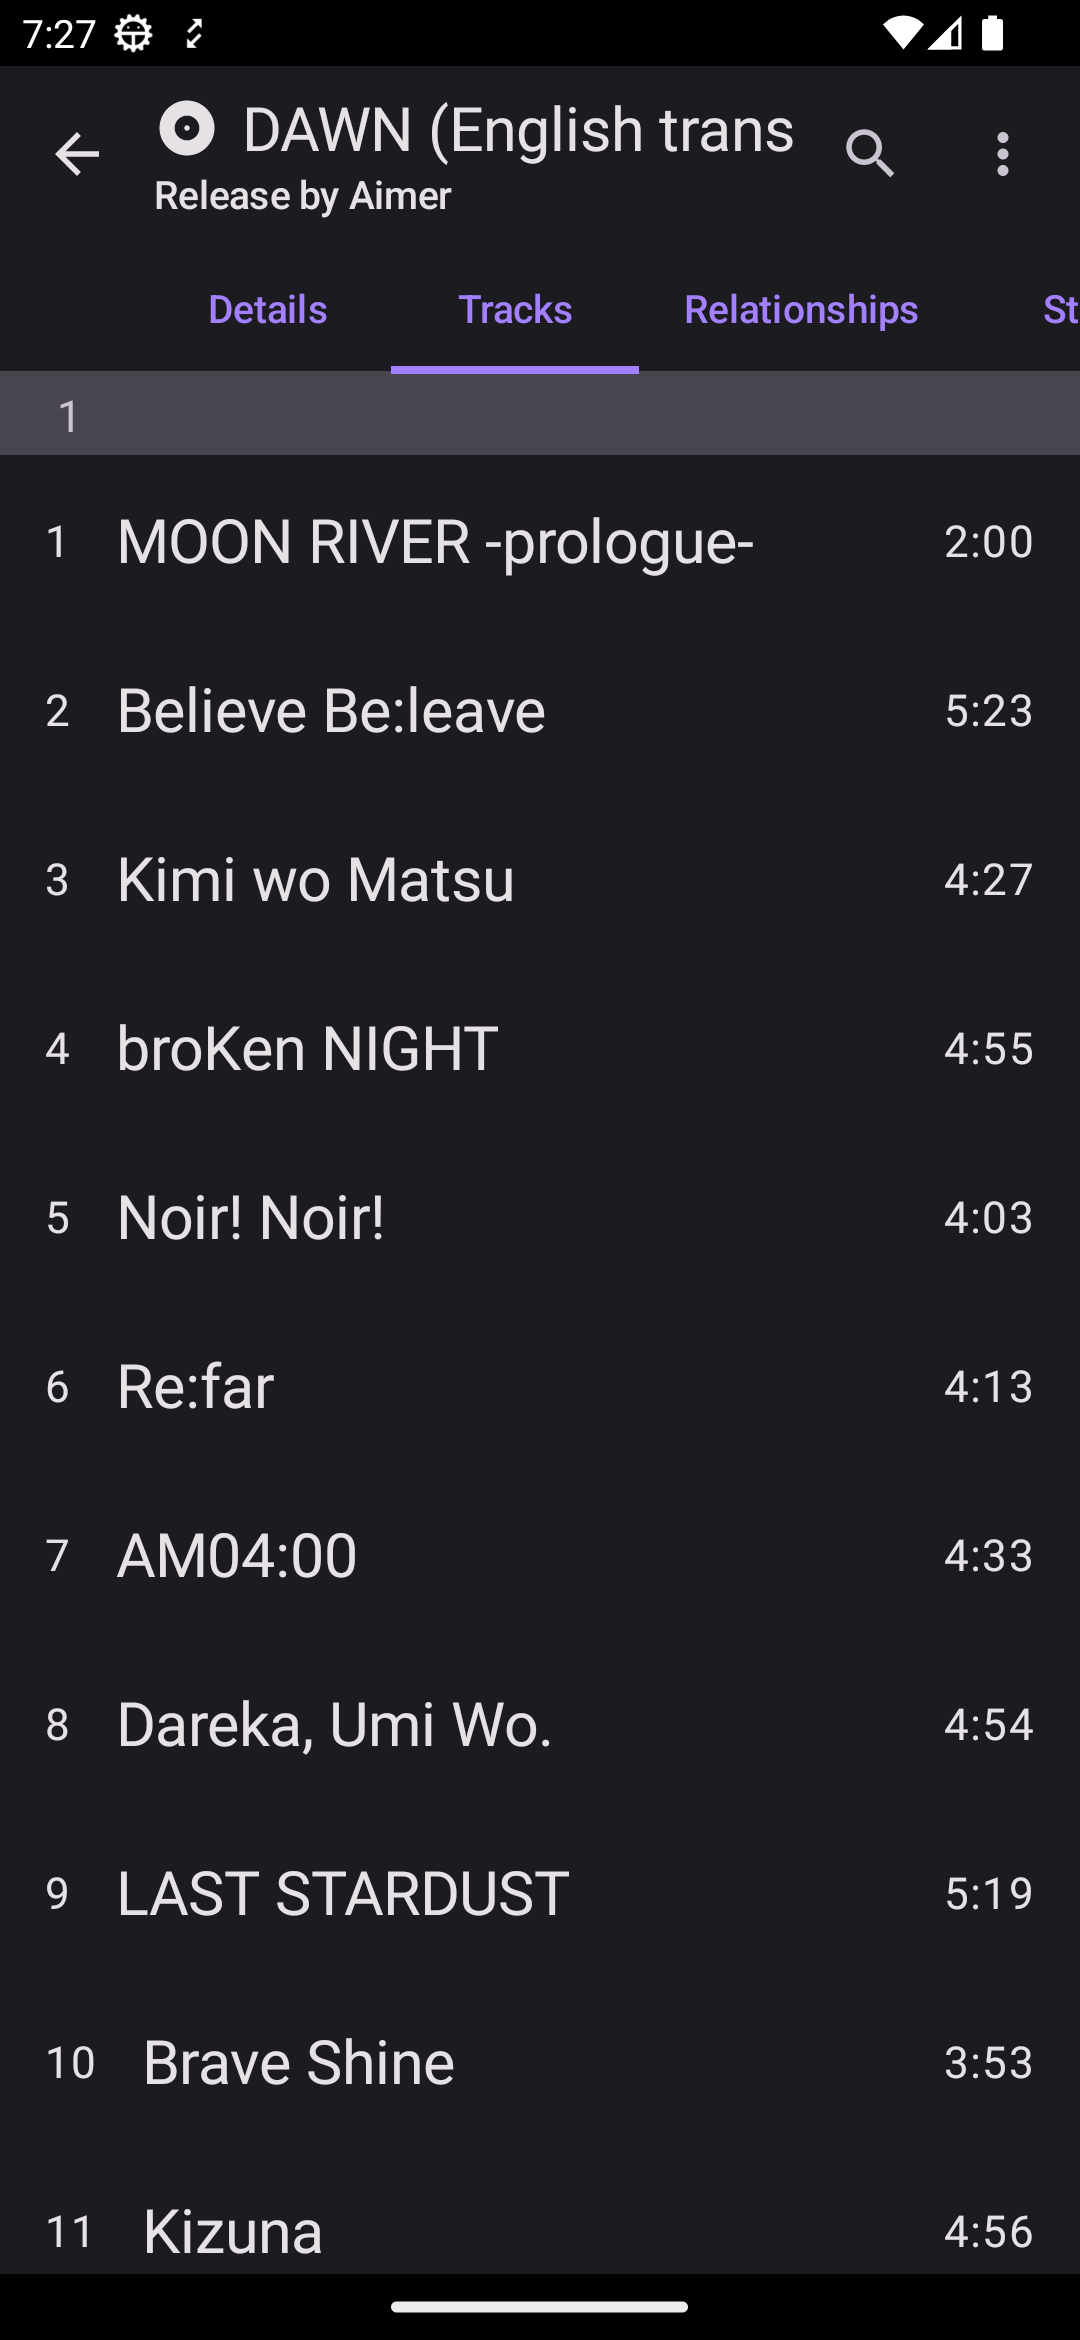 7:27
DAWN (English trans
Release by Aimer
Details Tracks Relationships St
1
1 MOON RIVER -prologue- 2:00
2 Believe Be:leave 5:23
3 Kimi wo Matsu 4:27
4 broKen NIGHT 4:55
5 Noir! Noir! 4:03
6 Re:far 4:13
7 AM04:00 4:33
8 Dareka, Umi Wo. 4:54
9 LAST STARDUST 5:19
10 Brave Shine 3:53
11 Kizuna 4:56